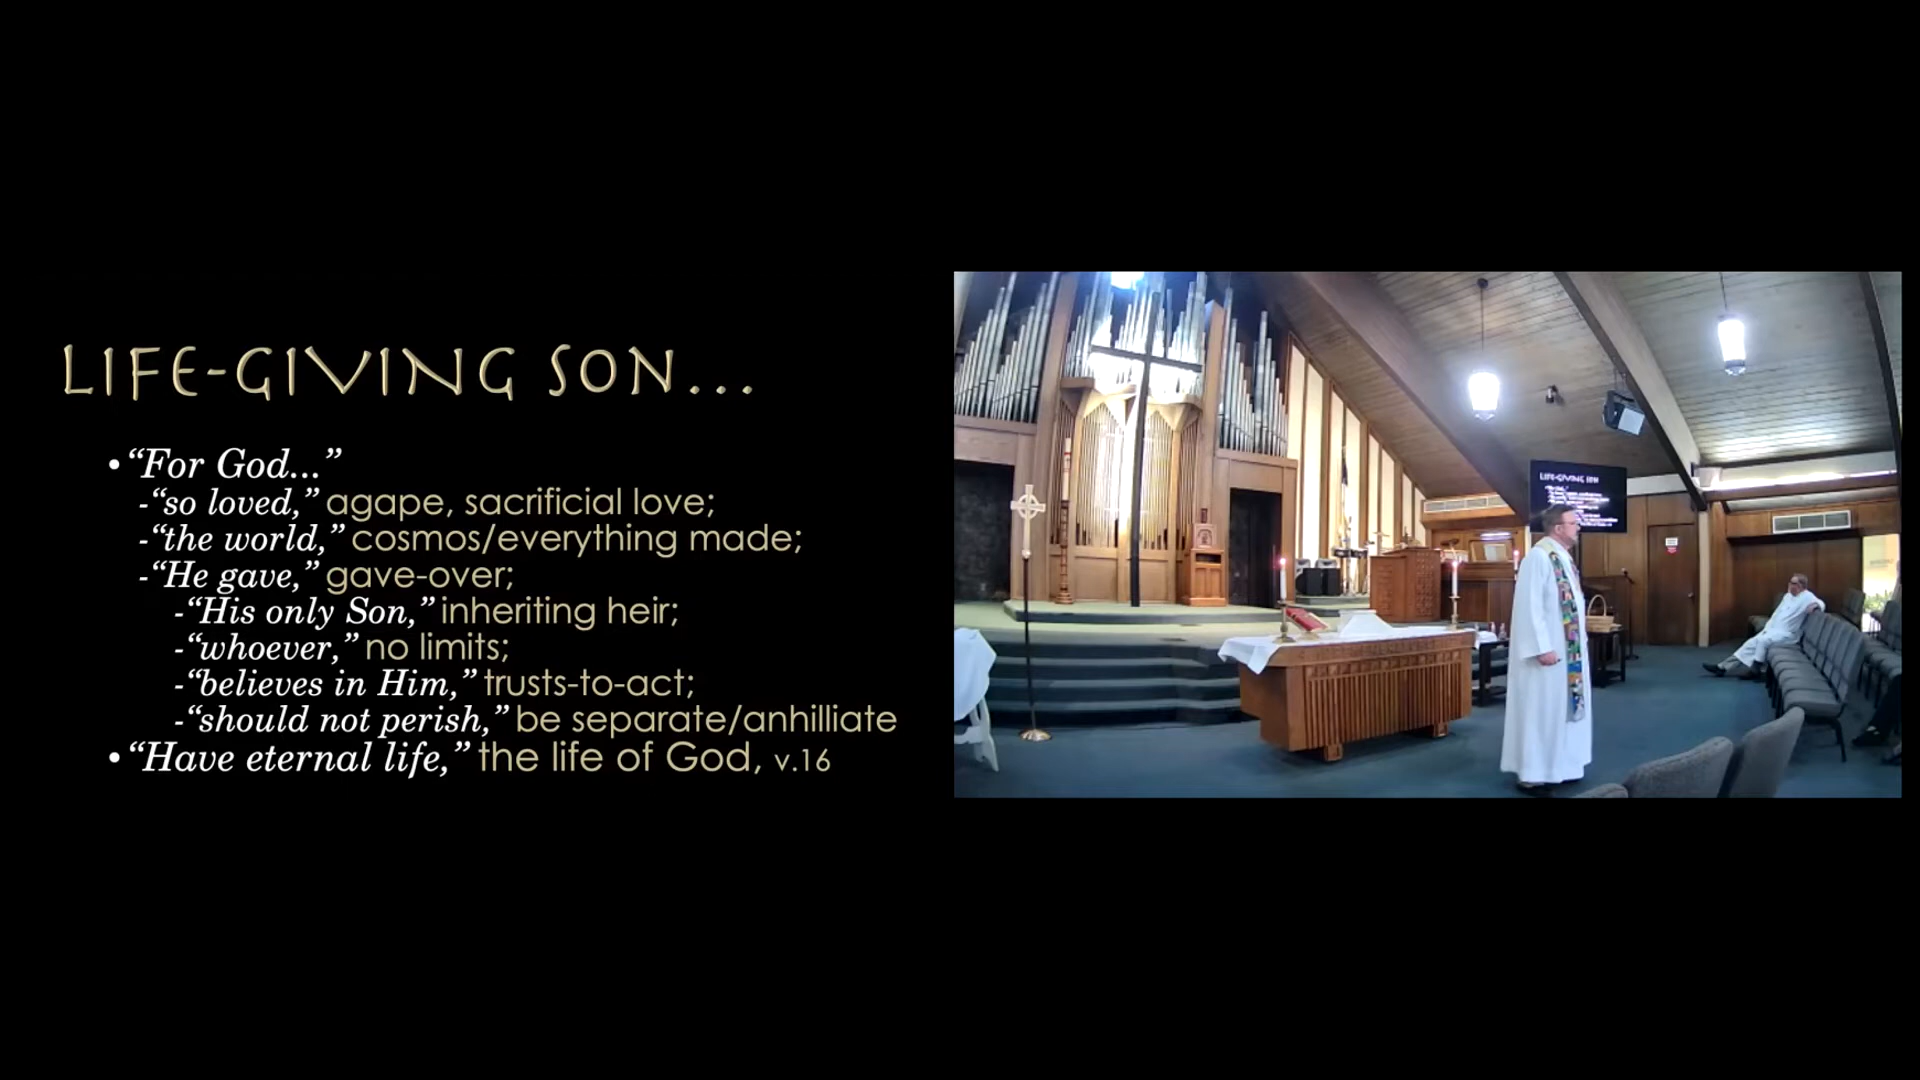 LIFE-GIVING SON...
•“For God...”
-“so loved,” agape, sacrificial love;
-“the world,” cosmos/everything made;
-“He gave,” gave-over;
-“His only Son,” inheriting heir;
-“whoever,” no limits;
-“believes in Him,” trusts-to-act;
-“should not perish,” be separate/anhilliate
•“Have eternal life,” the life of God, v.16
LIFE-GIVING SON